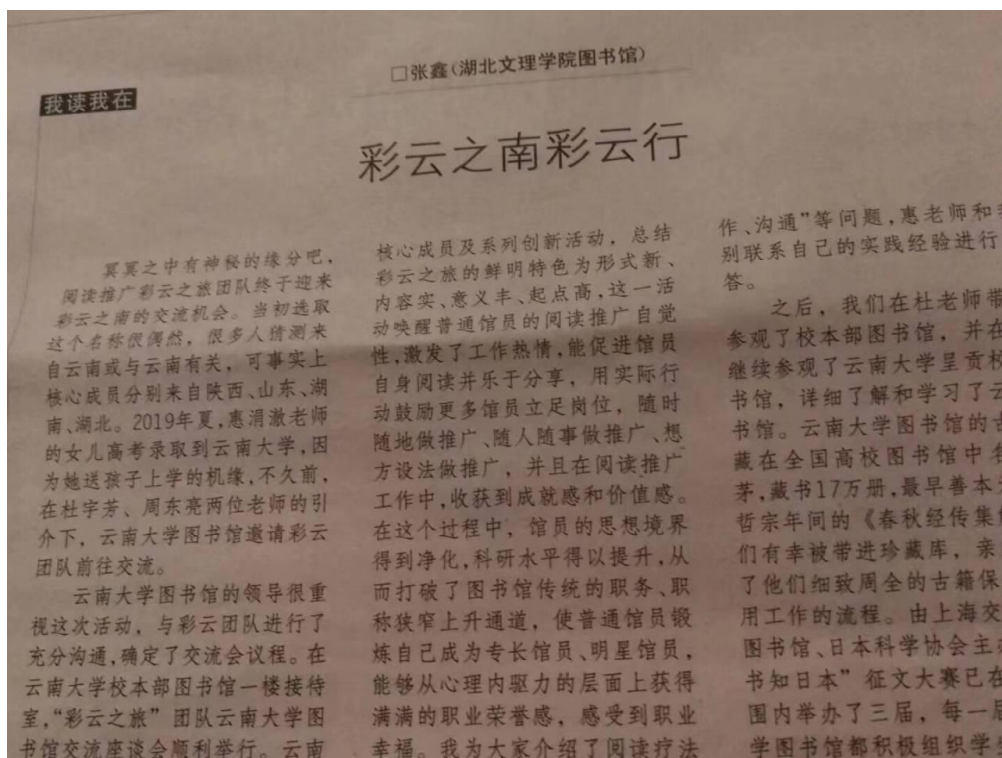 □张鑫(湖北文理学院图书馆)
我读我在
彩云之南彩云行
冥冥之中有神秘的缘分吧,
阅读推广彩云之旅团队终于迎来
彩云之南的交流机会。当初选取
这个名称很偶然，很多人猜测来
自云南或与云南有关，可事实上
核心成员分别来自陕西、山东、湖
南、湖北。2019年夏,惠涓澈老师
的女儿高考录取到云南大学,因
为她送孩子上学的机缘,不久前,
在杜宇芳、周东亮两位老师的引
介下，云南大学图书馆邀请彩云
团队前往交流。
云南大学图书馆的领导很重
视这次活动，与彩云团队进行了
充分沟通,确定了交流会议程。在
云南大学校本部图书馆一楼接待
室,“彩云之旅”团队云南大学图
书馆交流座谈会顺利举行。云南
核心成员及系列创新活动，总结
彩云之旅的鲜明特色为形式新、
内容实、意义丰、起点高,这一活
动唤醒普通馆员的阅读推广自觉
性,激发了工作热情,能促进馆员
自身阅读并乐于分享，用实际行
动鼓励更多馆员立足岗位，随时
随地做推广、随人随事做推广、想
方设法做推广，并且在阅读推广
工作中,收获到成就感和价值感。
在这个过程中，馆员的思想境界
得到净化,科研水平得以提升,从
而打破了图书馆传统的职务、职
称狭窄上升通道，使普通馆员锻
炼自己成为专长馆员、明星馆员,
能够从心理内驱力的层面上获得
满满的职业荣誉感，感受到职业
幸福。我为大家介绍了阅读疗法
作、沟通”等问题,惠老师和
别联系自己的实践经验进行
答。
之后，我们在杜老师带
参观了校本部图书馆，并在
继续参观了云南大学呈贡校
书馆，详细了解和学习了云
书馆。云南大学图书馆的古
藏在全国高校图书馆中名
茅,藏书17万册,最早善本
哲宗年间的《春秋经传集
们有幸被带进珍藏库，亲
了他们细致周全的古籍保
用工作的流程。由上海交
图书馆、日本科学协会主
书知日本”征文大赛已在
国内举办了三届，每一届
学图书馆都积极组织学